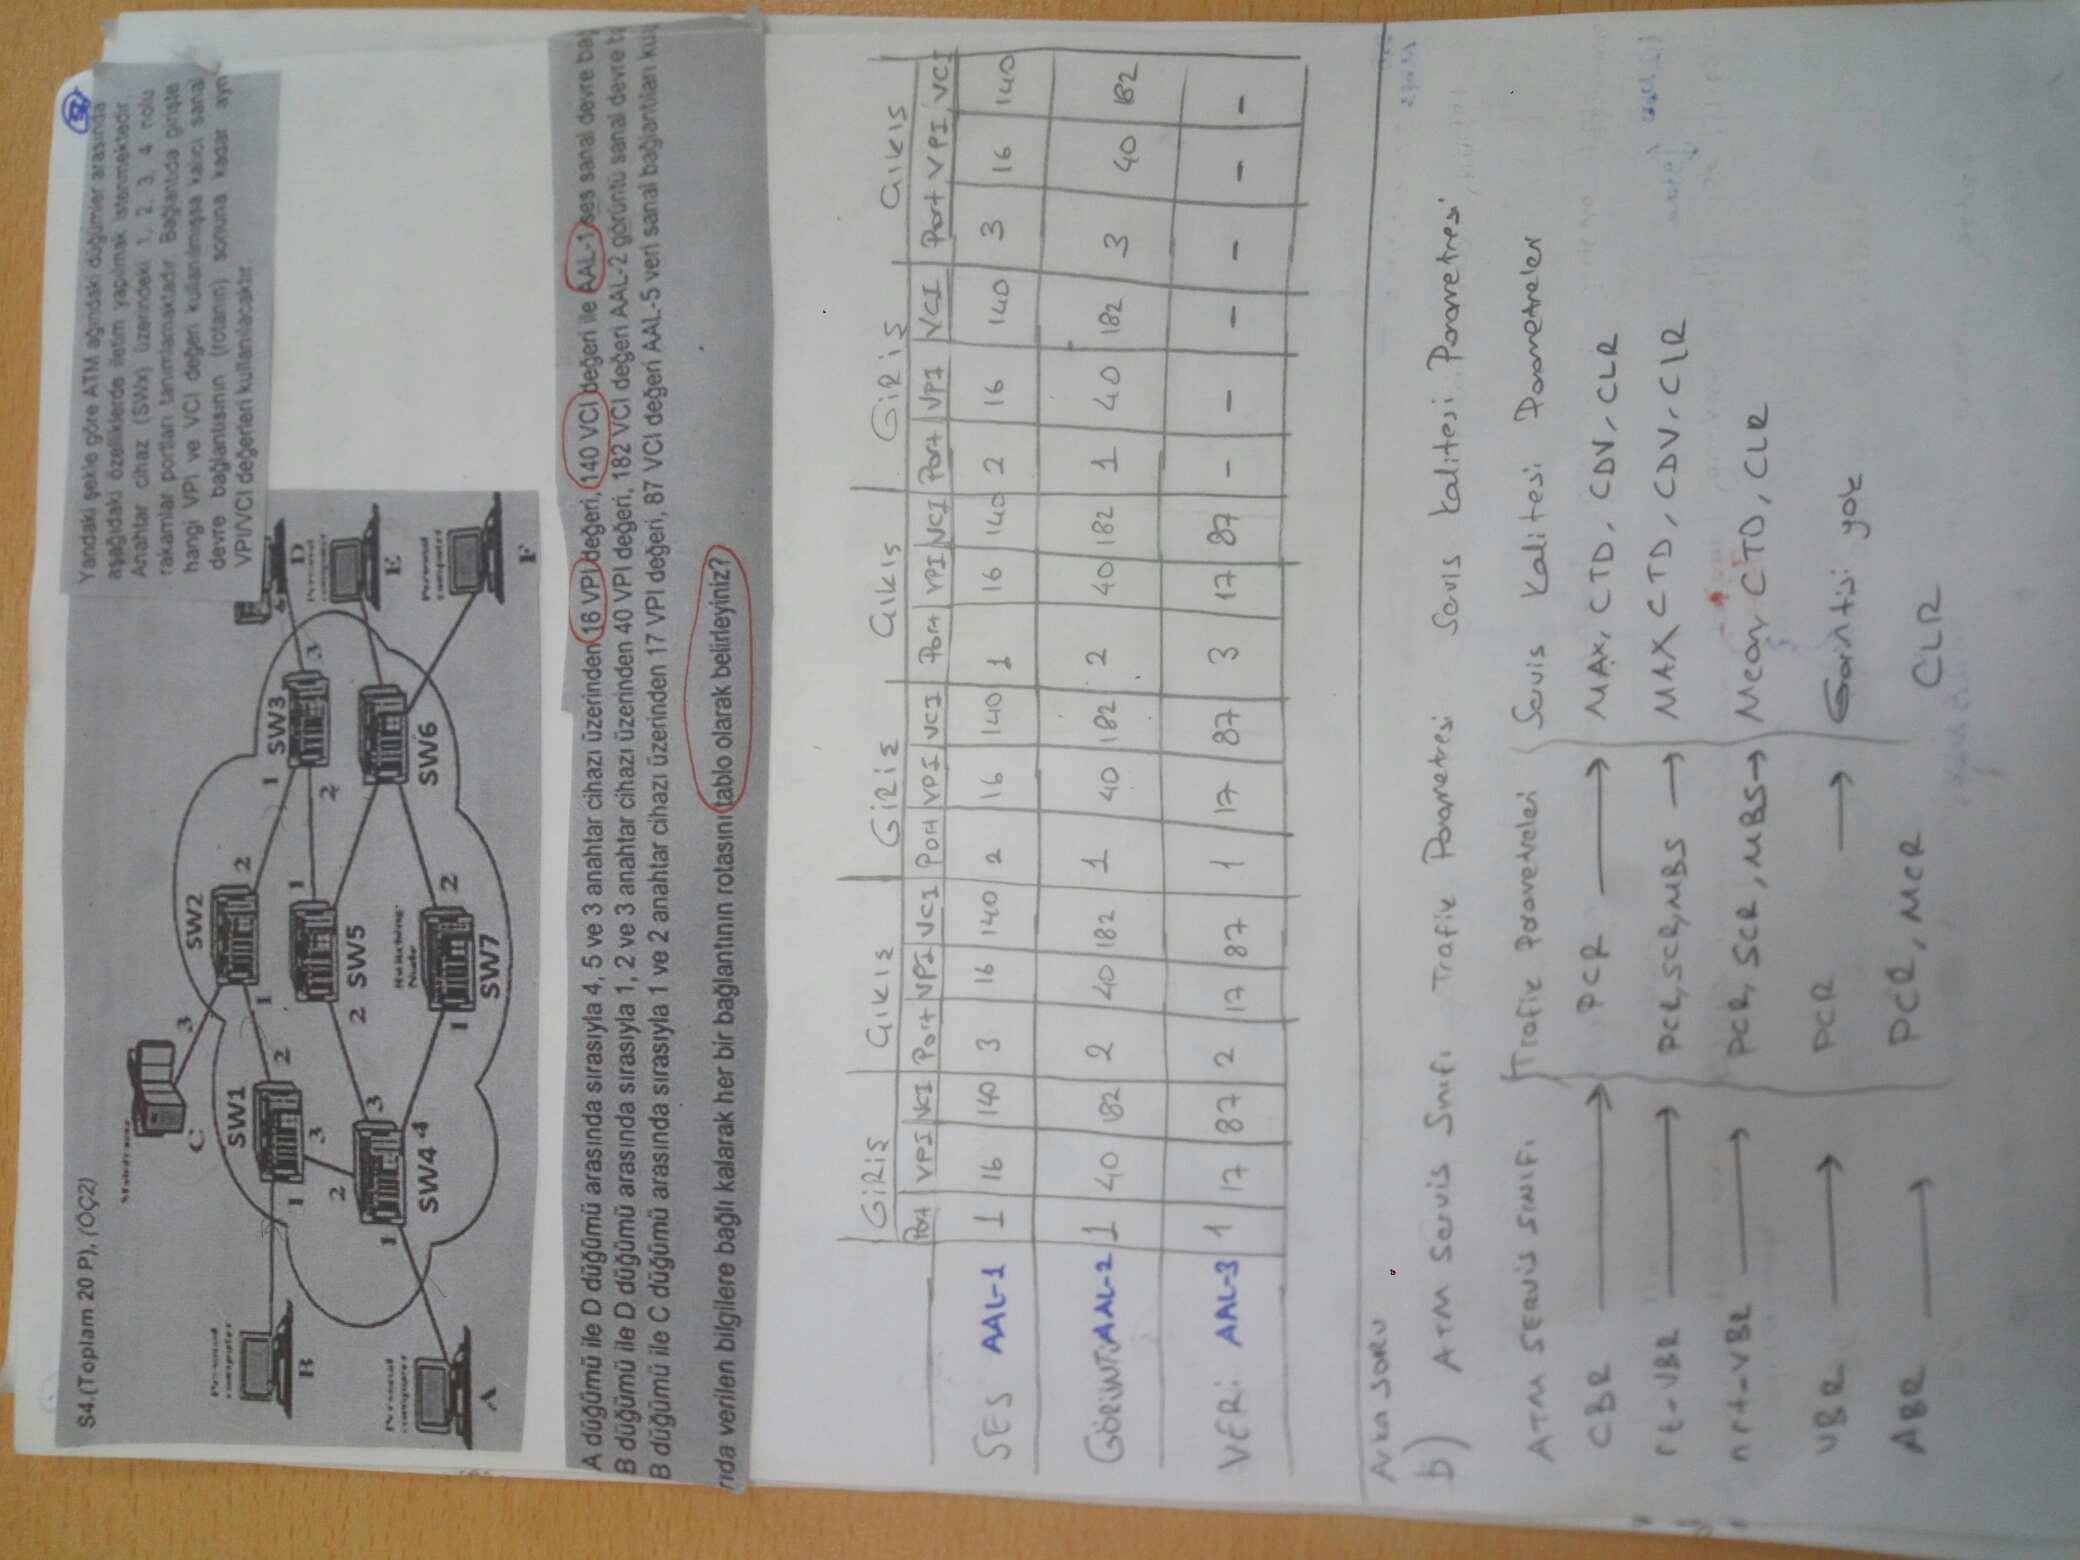 S4.(Toplam 20 P), (ÖÇ2)
Yandaki şekle göre ATM ağındaki düğümler arasında
aşağıdaki özelliklerde iletim yapılmak istenmektedir.
Anahtar cihaz (SWx) üzerindeki 1, 2, 3, 4 nolu
rakamlar portları tanımlamaktadır. Bağlantıda girişte
hangi VPI ve VCI değeri kullanılmışsa kalıcı sanal
devre bağlantısının (rotanın) sonuna kadar ayn
VPI/VCI değerleri kullanılacaktır.
Mainframe
C
3
SW2
Personal
computer
B
SW1
1
2
3
1
2
1
SW3
2
3
4
D
SW5
1
2
Personal
computer
E
2
1
3
SW4
4
Personal
computer
A
Switching
Node
1
2
SW7
SW6
Personal
computer
F
A düğümü ile D düğümü arasında sırasıyla 4, 5 ve 3 anahtar cihazı üzerinden 16 VPI değeri, 140 VCI değeri ile AAL-1 ses sanal devre bağ
B düğümü ile D düğümü arasında sırasıyla 1, 2 ve 3 anahtar cihazı üzerinden 40 VPI değeri, 182 VCI değeri AAL-2 görüntü sanal devre
B düğümü ile C düğümü arasında sırasıyla 1 ve 2 anahtar cihazı üzerinden 17 VPI değeri, 87 VCI değeri AAL-5 veri sanal bağlantıları
rıda verilen bilgilere bağlı kalarak her bir bağlantının rotasını tablo olarak belirleyiniz?
GİRİŞ Çıkış GİRİŞ Çıkış GİRİŞ Çıkış
Port VPI VCI Port VPI VCI Port VPI VCI Port VPI VCI Port VPI VCI Port VPI VCI
SES AAL-1 1 16 140 3 16 140 2 16 140 1 16 140 2 16 140 3 16 140
GÖRÜNTÜ AAL-2 1 40 182 2 40 182 1 40 182 2 40 182 1 40 182 3 40 182
VERİ AAL-3 1 17 87 2 17 87 1 17 87 3 17 87 - - - - - -
Arka SORU
b) ATM Servis Sınıfı Trafik Parametresi Servis Kalitesi Parametresi
ATM SERVİS SINIFI Trafik Parametreleri Servis Kalitesi Parametreler
CBR → PCR → MAX, CTD, CDV, CLR
rt-VBR → PCR, SCR, MBS → MAX CTD, CDV, CLR
nrt-VBR → PCR, SCR, MBS → Mean, CTD, CLR
UBR → PCR → Garintisi yok
ABR → PCR, MCR CLR